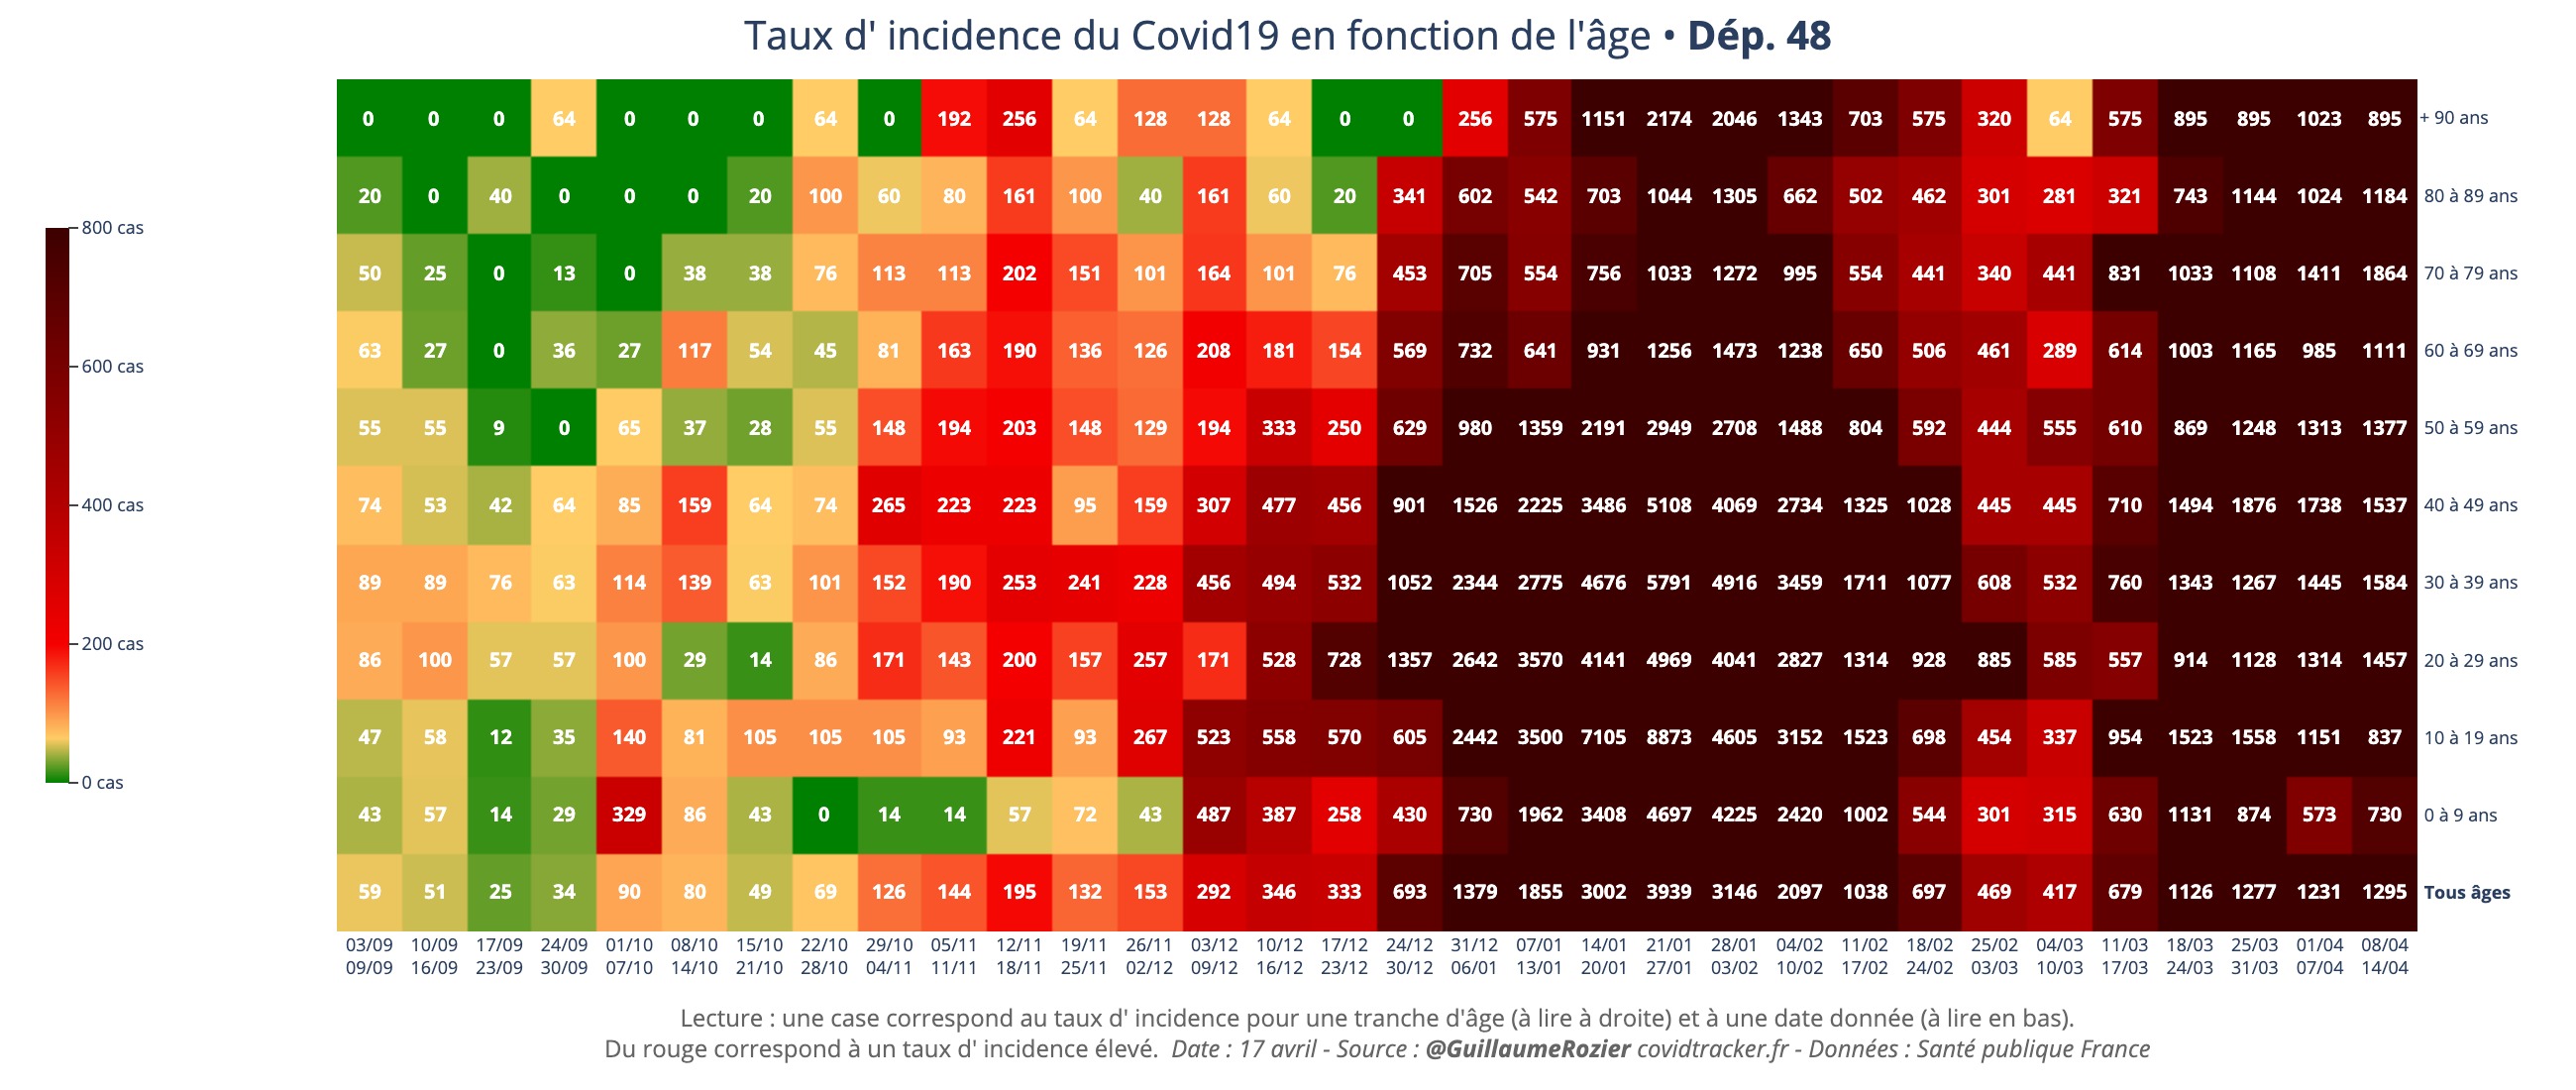 Taux d' incidence du Covid19 en fonction de l'âge • Dép. 48
800 cas
600 cas
400 cas
200 cas
0 cas
0 0 0 64 0 0 0 64 0 192 256 64 128 128 64 0 0 256 575 1151 2174 2046 1343 703 575 320 64 575 895 895 1023 895 + 90 ans
20 0 40 0 0 0 20 100 60 80 161 100 40 161 60 20 341 602 542 703 1044 1305 662 502 462 301 281 321 743 1144 1024 1184 80 à 89 ans
50 25 0 13 0 38 38 76 113 113 202 151 101 164 101 76 453 705 554 756 1033 1272 995 554 441 340 441 831 1033 1108 1411 1864 70 à 79 ans
63 27 0 36 27 117 54 45 81 163 190 136 126 208 181 154 569 732 641 931 1256 1473 1238 650 506 461 289 614 1003 1165 985 1111 60 à 69 ans
55 55 9 0 65 37 28 55 148 194 203 148 129 194 333 250 629 980 1359 2191 2949 2708 1488 804 592 444 555 610 869 1248 1313 1377 50 à 59 ans
74 53 42 64 85 159 64 74 265 223 223 95 159 307 477 456 901 1526 2225 3486 5108 4069 2734 1325 1028 445 445 710 1494 1876 1738 1537 40 à 49 ans
89 89 76 63 114 139 63 101 152 190 253 241 228 456 494 532 1052 2344 2775 4676 5791 4916 3459 1711 1077 608 532 760 1343 1267 1445 1584 30 à 39 ans
86 100 57 57 100 29 14 86 171 143 200 157 257 171 528 728 1357 2642 3570 4141 4969 4041 2827 1314 928 885 585 557 914 1128 1314 1457 20 à 29 ans
47 58 12 35 140 81 105 105 105 93 221 93 267 523 558 570 605 2442 3500 7105 8873 4605 3152 1523 698 454 337 954 1523 1558 1151 837 10 à 19 ans
43 57 14 29 329 86 43 0 14 14 57 72 43 487 387 258 430 730 1962 3408 4697 4225 2420 1002 544 301 315 630 1131 874 573 730 0 à 9 ans
59 51 25 34 90 80 49 69 126 144 195 132 153 292 346 333 693 1379 1855 3002 3939 3146 2097 1038 697 469 417 679 1126 1277 1231 1295 Tous âges
03/09 10/09 17/09 24/09 01/10 08/10 15/10 22/10 29/10 05/11 12/11 19/11 26/11 03/12 10/12 17/12 24/12 31/12 07/01 14/01 21/01 28/01 04/02 11/02 18/02 25/02 04/03 11/03 18/03 25/03 01/04 08/04
09/09 16/09 23/09 30/09 07/10 14/10 21/10 28/10 04/11 11/11 18/11 25/11 02/12 09/12 16/12 23/12 30/12 06/01 13/01 20/01 27/01 03/02 10/02 17/02 24/02 03/03 10/03 17/03 24/03 31/03 07/04 14/04
Lecture : une case correspond au taux d' incidence pour une tranche d'âge (à lire à droite) et à une date donnée (à lire en bas).
Du rouge correspond à un taux d' incidence élevé. Date : 17 avril - Source : @GuillaumeRozier covidtracker.fr - Données : Santé publique France